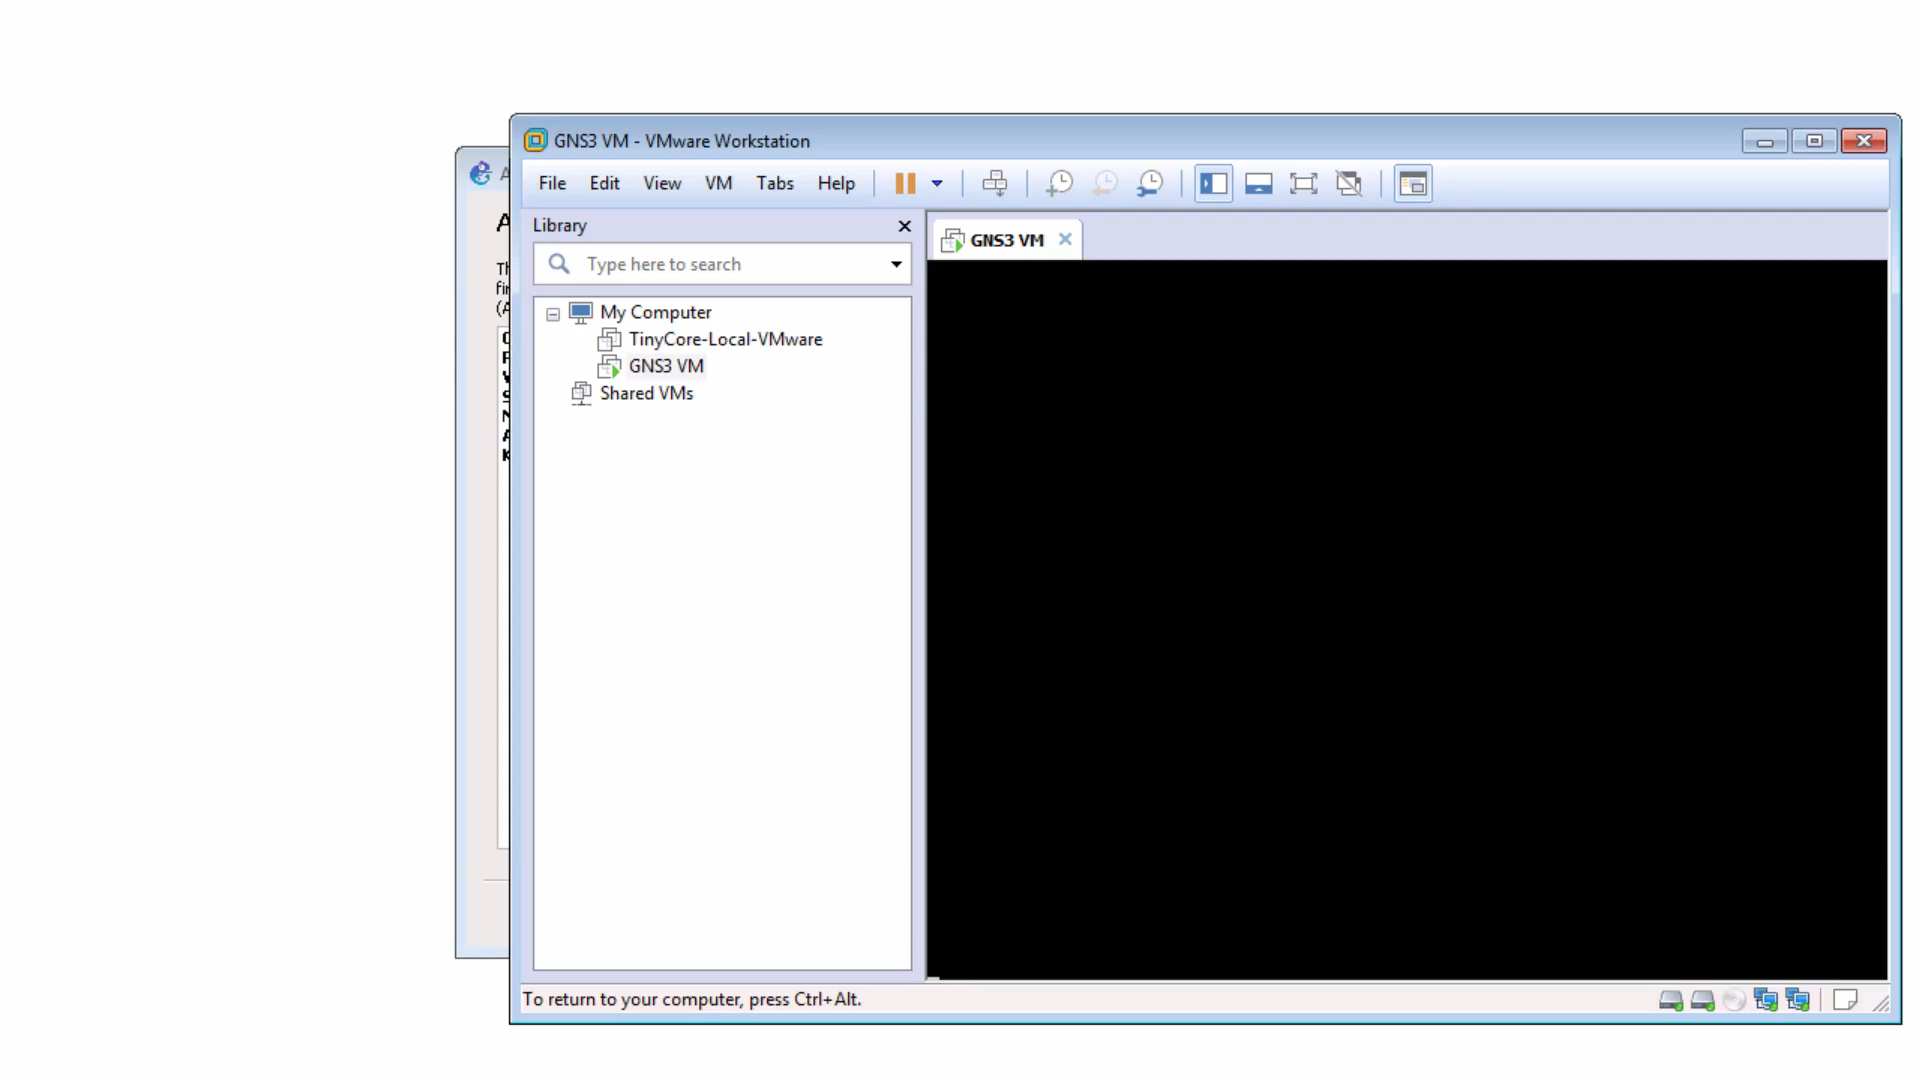 GNS3 VM - VMware Workstation
File Edit View VM Tabs Help
Library
Type here to search
My Computer
TinyCore-Local-VMware
GNS3 VM
Shared VMs
GNS3 VM
To return to your computer, press Ctrl+Alt.